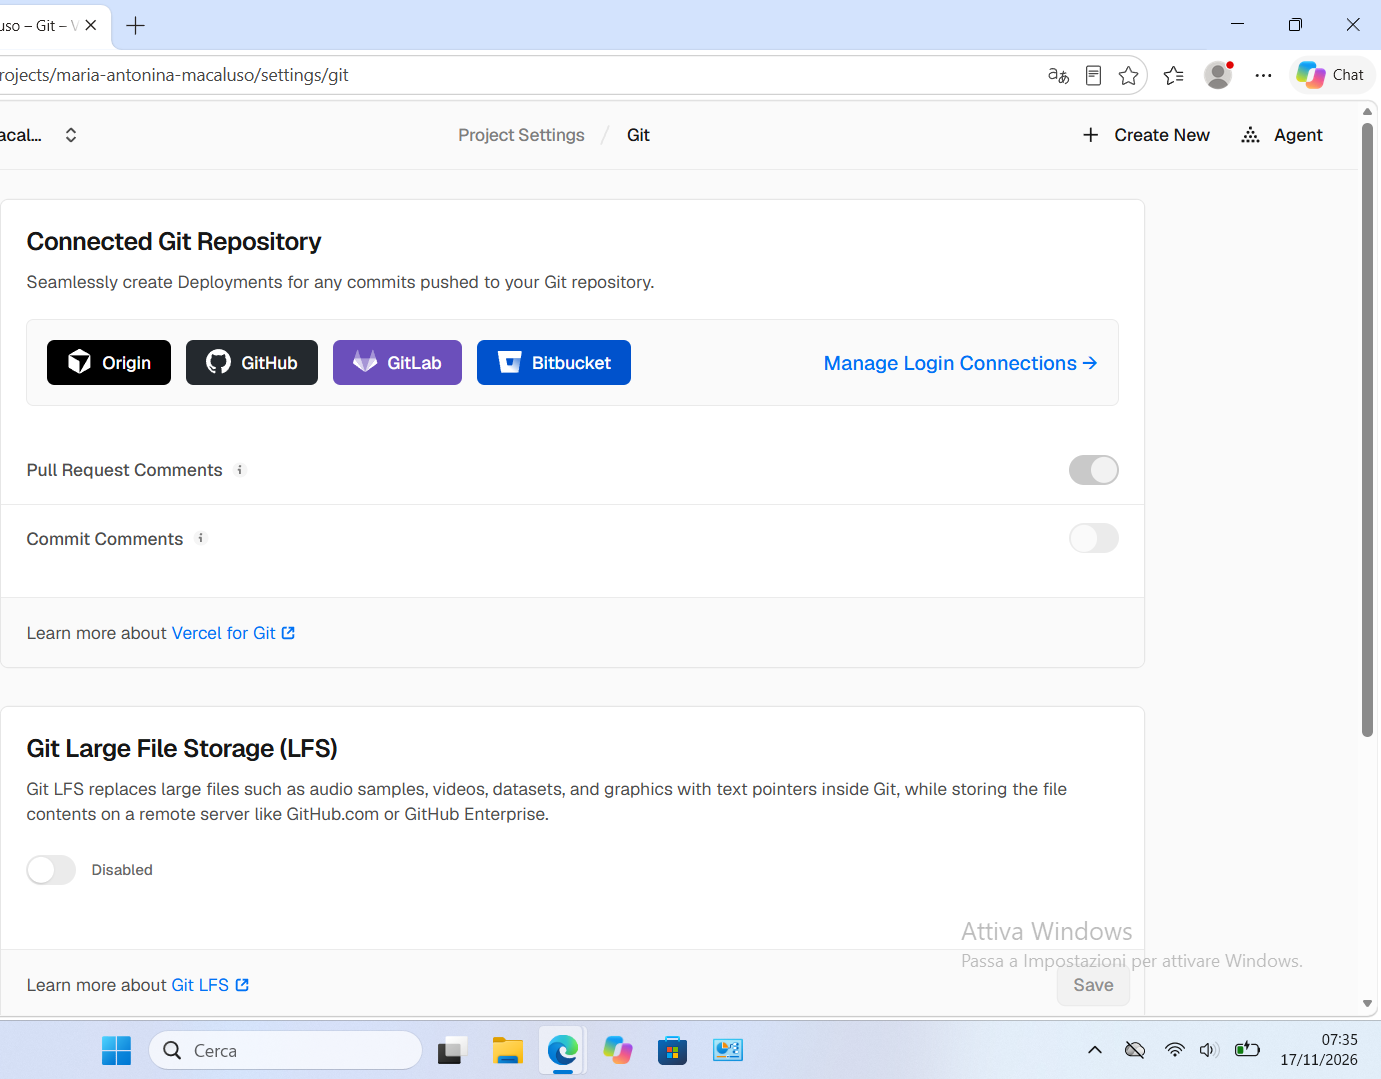 uso – Git – V
rojects/maria-antonina-macaluso/settings/git
Chat
acal...
Project Settings / Git
Create New
Agent
Connected Git Repository
Seamlessly create Deployments for any commits pushed to your Git repository.
Origin
GitHub
GitLab
Bitbucket
Manage Login Connections →
Pull Request Comments
Commit Comments
Learn more about Vercel for Git
Git Large File Storage (LFS)
Git LFS replaces large files such as audio samples, videos, datasets, and graphics with text pointers inside Git, while storing the file
contents on a remote server like GitHub.com or GitHub Enterprise.
Disabled
Attiva Windows
Passa a Impostazioni per attivare Windows.
Learn more about Git LFS
Save
Cerca
07:35
17/11/2026